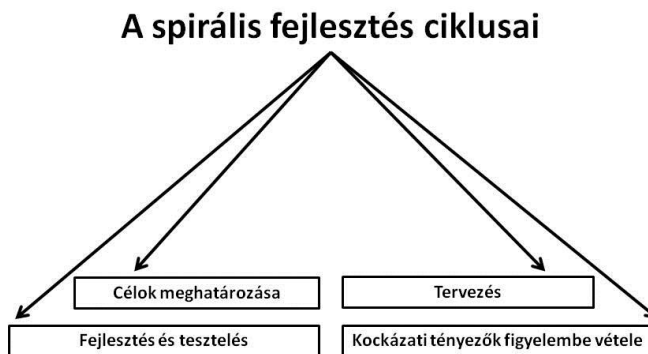 A spirális fejlesztés ciklusai
Célok meghatározása
Tervezés
Fejlesztés és tesztelés
Kockázati tényezők figyelembe vétele